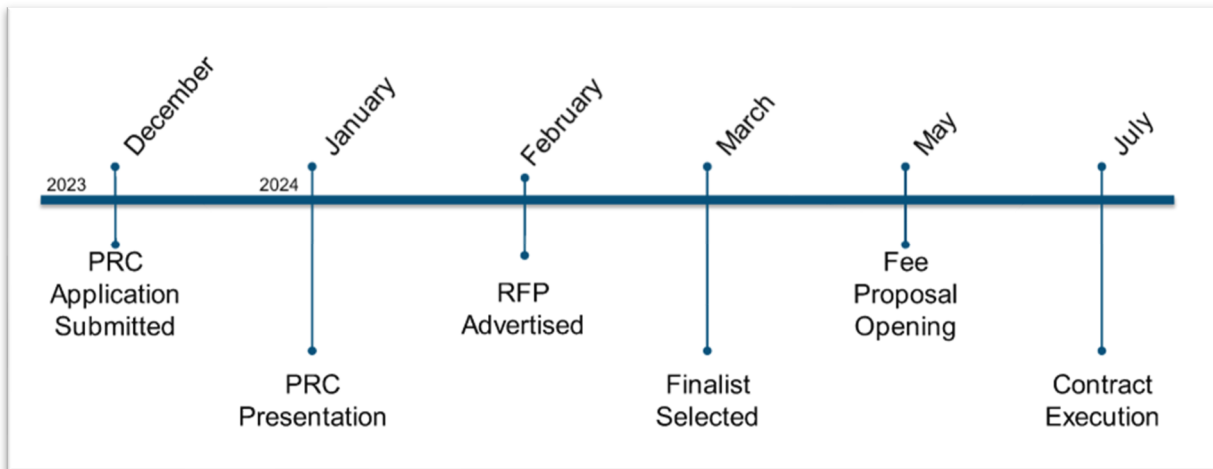 December
January
February
March
May
July
2023
2024
PRC
Application
Submitted
PRC
Presentation
RFP
Advertised
Finalist
Selected
Fee
Proposal
Opening
Contract
Execution